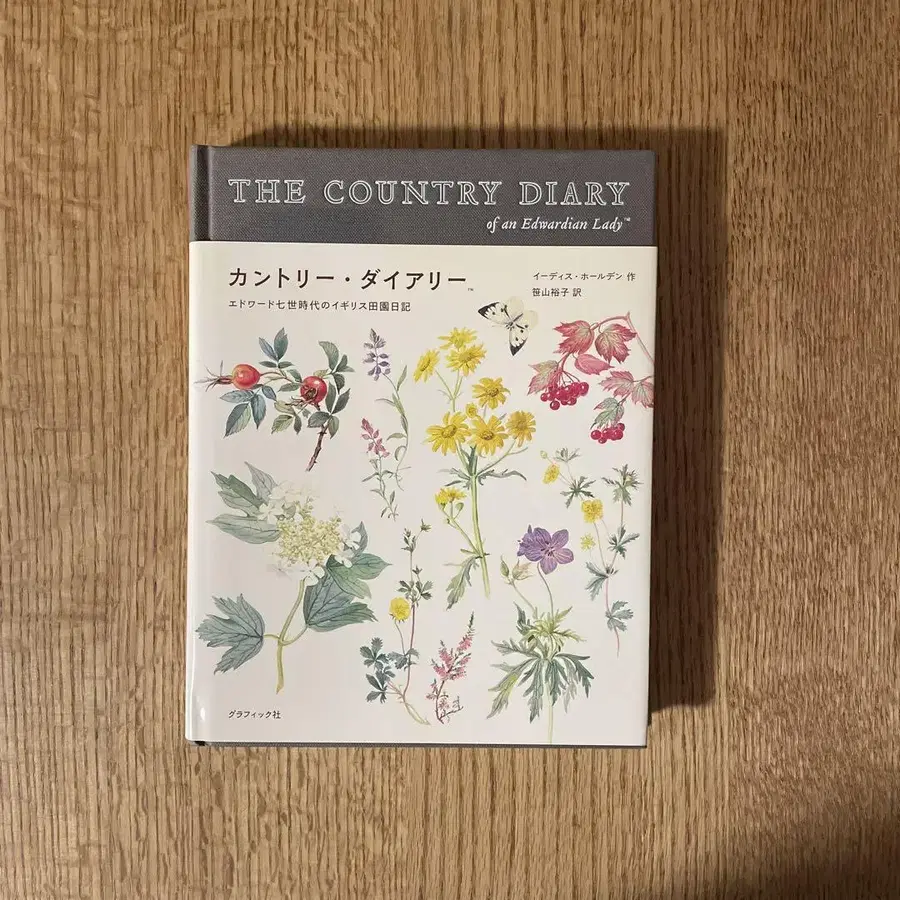 THE COUNTRY DIARY
of an Edwardian Lady™
カントリー・ダイアリー™
エドワード七世時代のイギリス田園日記
イーディス・ホールデン 作
笹山裕子 訳
グラフィック社